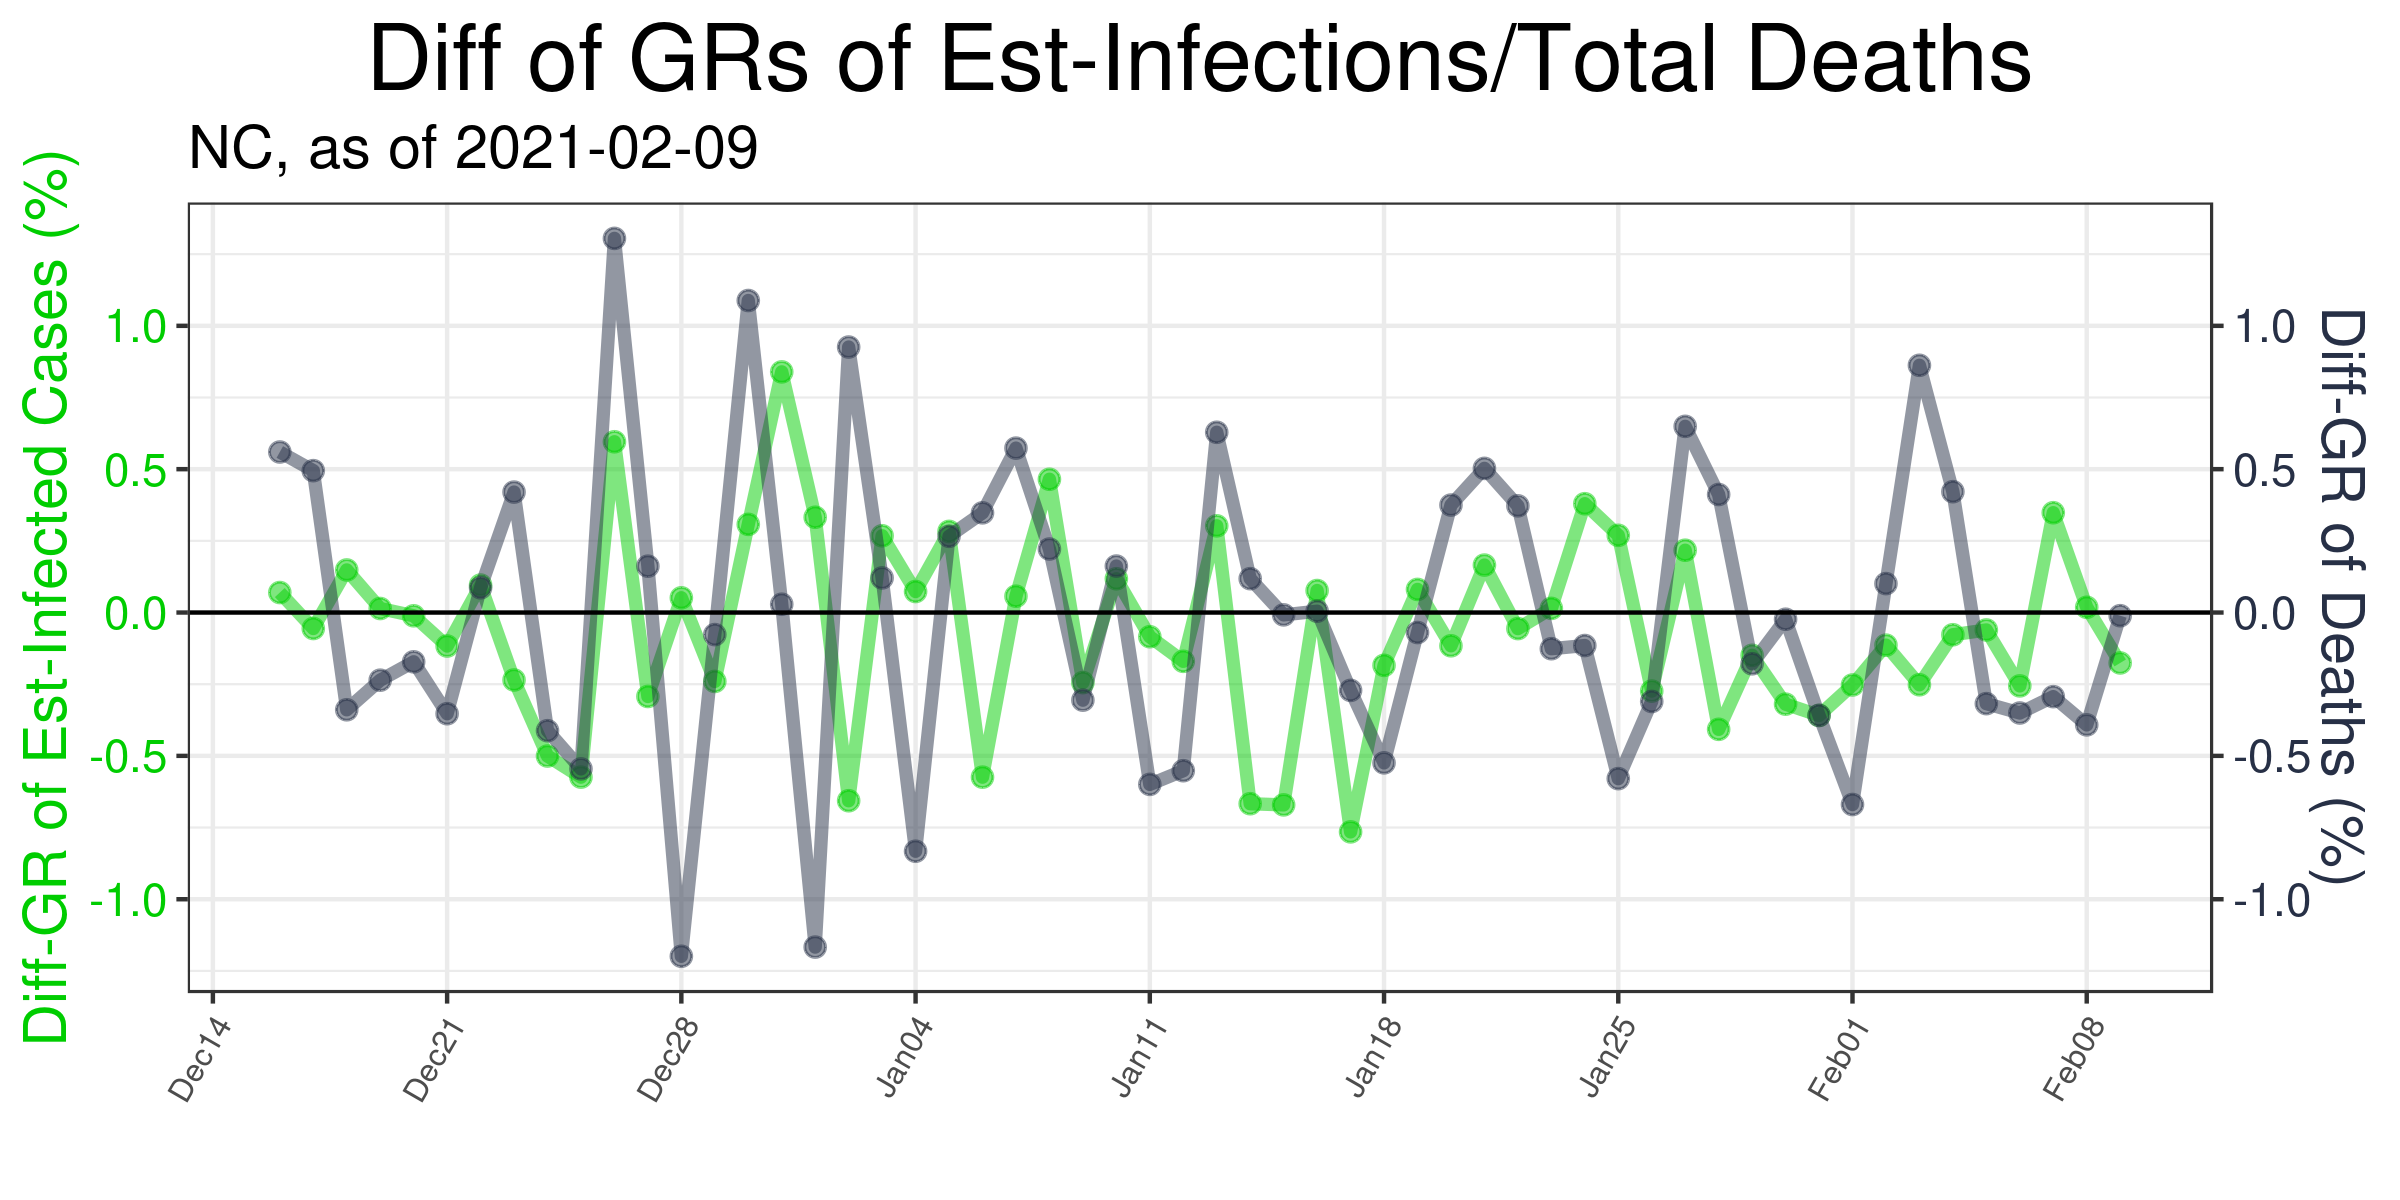 Diff of GRs of Est-Infections/Total Deaths
NC, as of 2021-02-09
Diff-GR of Est-Infected Cases (%)
1.0
0.5
0.0
-0.5
-1.0
1.0
0.5
0.0
-0.5
-1.0
Diff-GR of Deaths (%)
Dec14
Dec21
Dec28
Jan04
Jan11
Jan18
Jan25
Feb01
Feb08